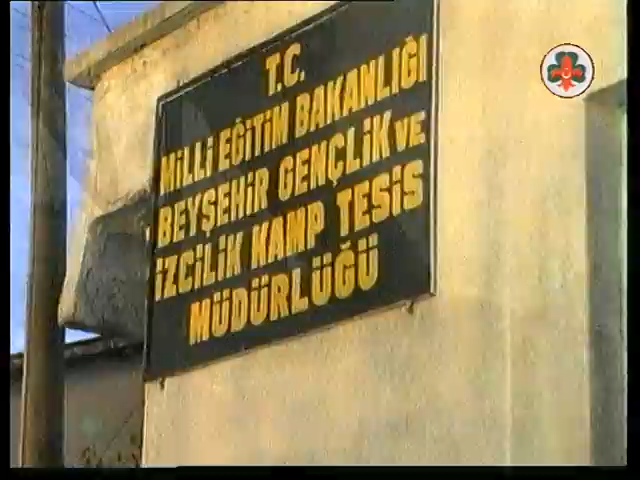 T.C.
MİLLİ EĞİTİM BAKANLIĞI
BEYŞEHİR GENÇLİK VE
İZCİLİK KAMP TESİS
MÜDÜRLÜĞÜ